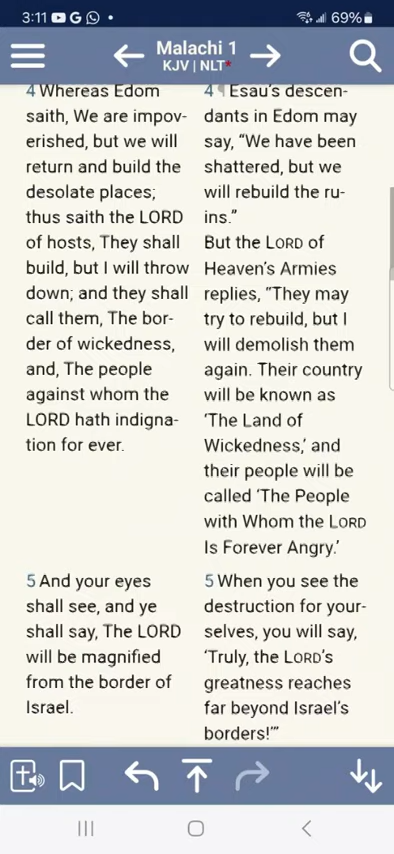 3:11 G 69%
Malachi 1
KJV | NLT*
4 Whereas Edom
saith, We are impov-
erished, but we will
return and build the
desolate places;
thus saith the LORD
of hosts, They shall
build, but I will throw
down; and they shall
call them, The bor-
der of wickedness,
and, The people
against whom the
LORD hath indigna-
tion for ever.
4 ¶ Esau’s descen-
dants in Edom may
say, “We have been
shattered, but we
will rebuild the ru-
ins.”
But the LORD of
Heaven’s Armies
replies, “They may
try to rebuild, but I
will demolish them
again. Their country
will be known as
‘The Land of
Wickedness,’ and
their people will be
called ‘The People
with Whom the LORD
Is Forever Angry.’
5 And your eyes
shall see, and ye
shall say, The LORD
will be magnified
from the border of
Israel.
5 When you see the
destruction for your-
selves, you will say,
‘Truly, the LORD’s
greatness reaches
far beyond Israel’s
borders!’”